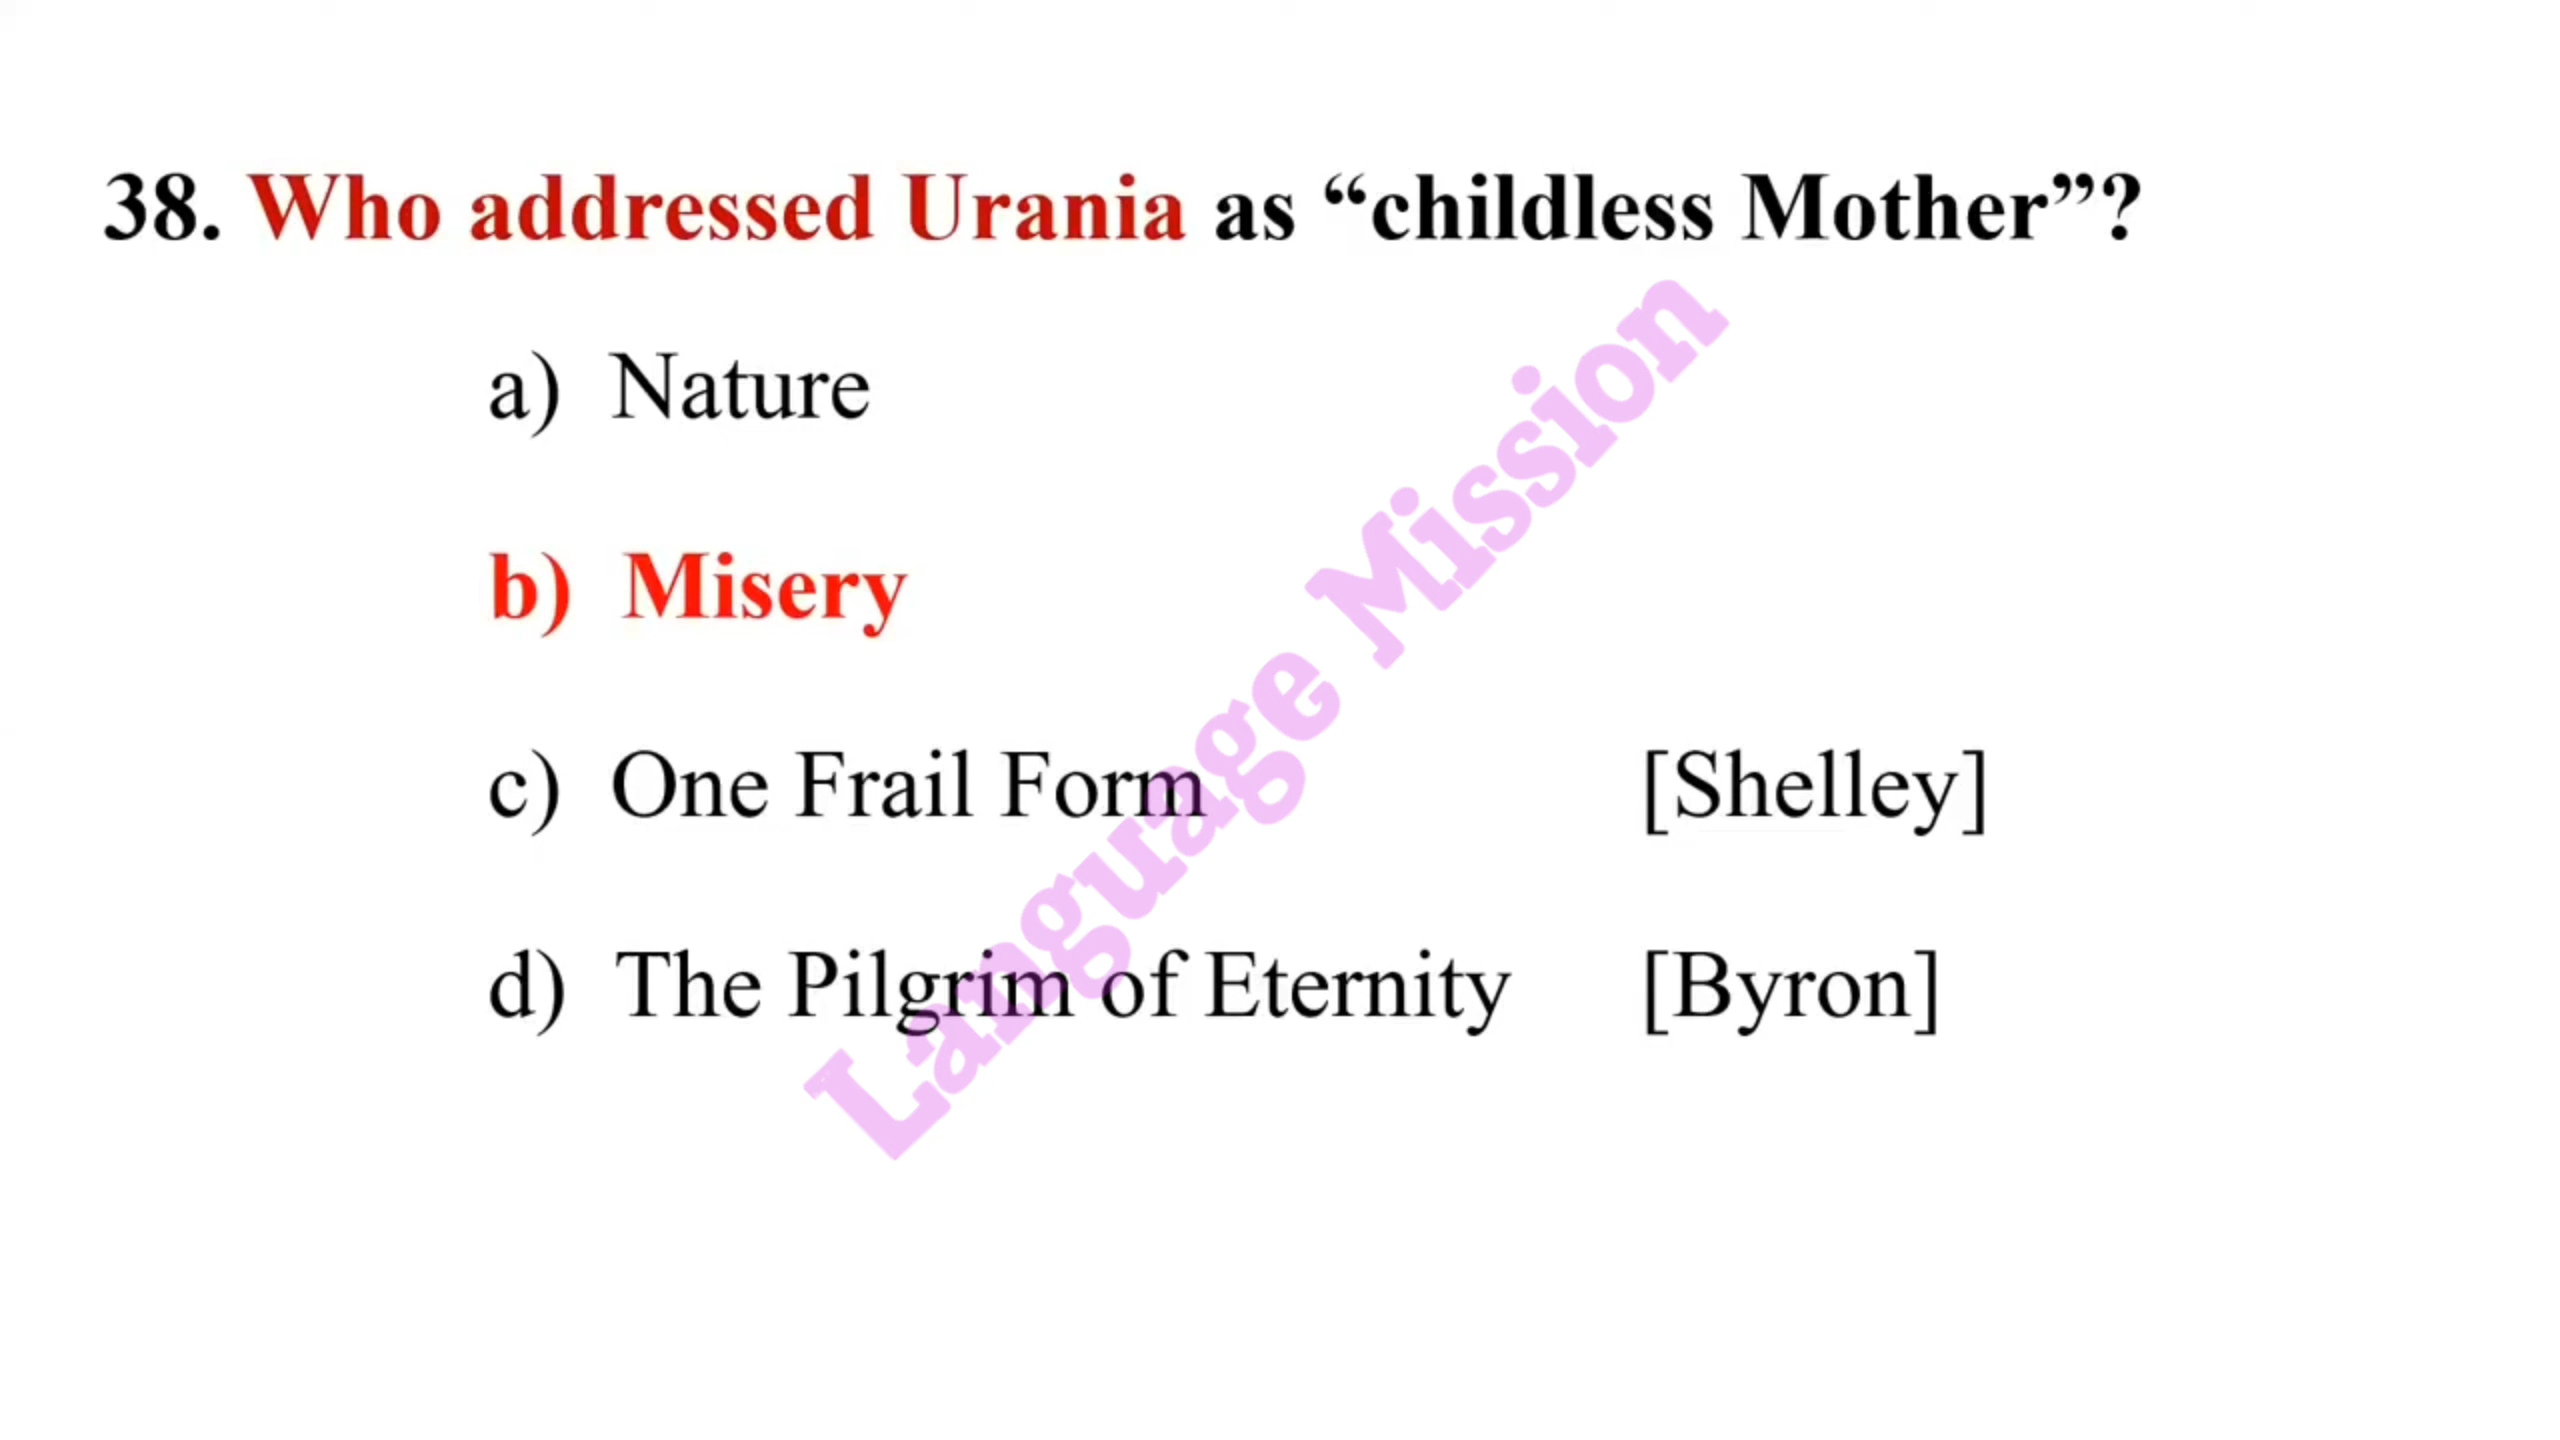 38. Who addressed Urania as “childless Mother”?
a) Nature
b) Misery
c) One Frail Form [Shelley]
d) The Pilgrim of Eternity [Byron]
Language Mission